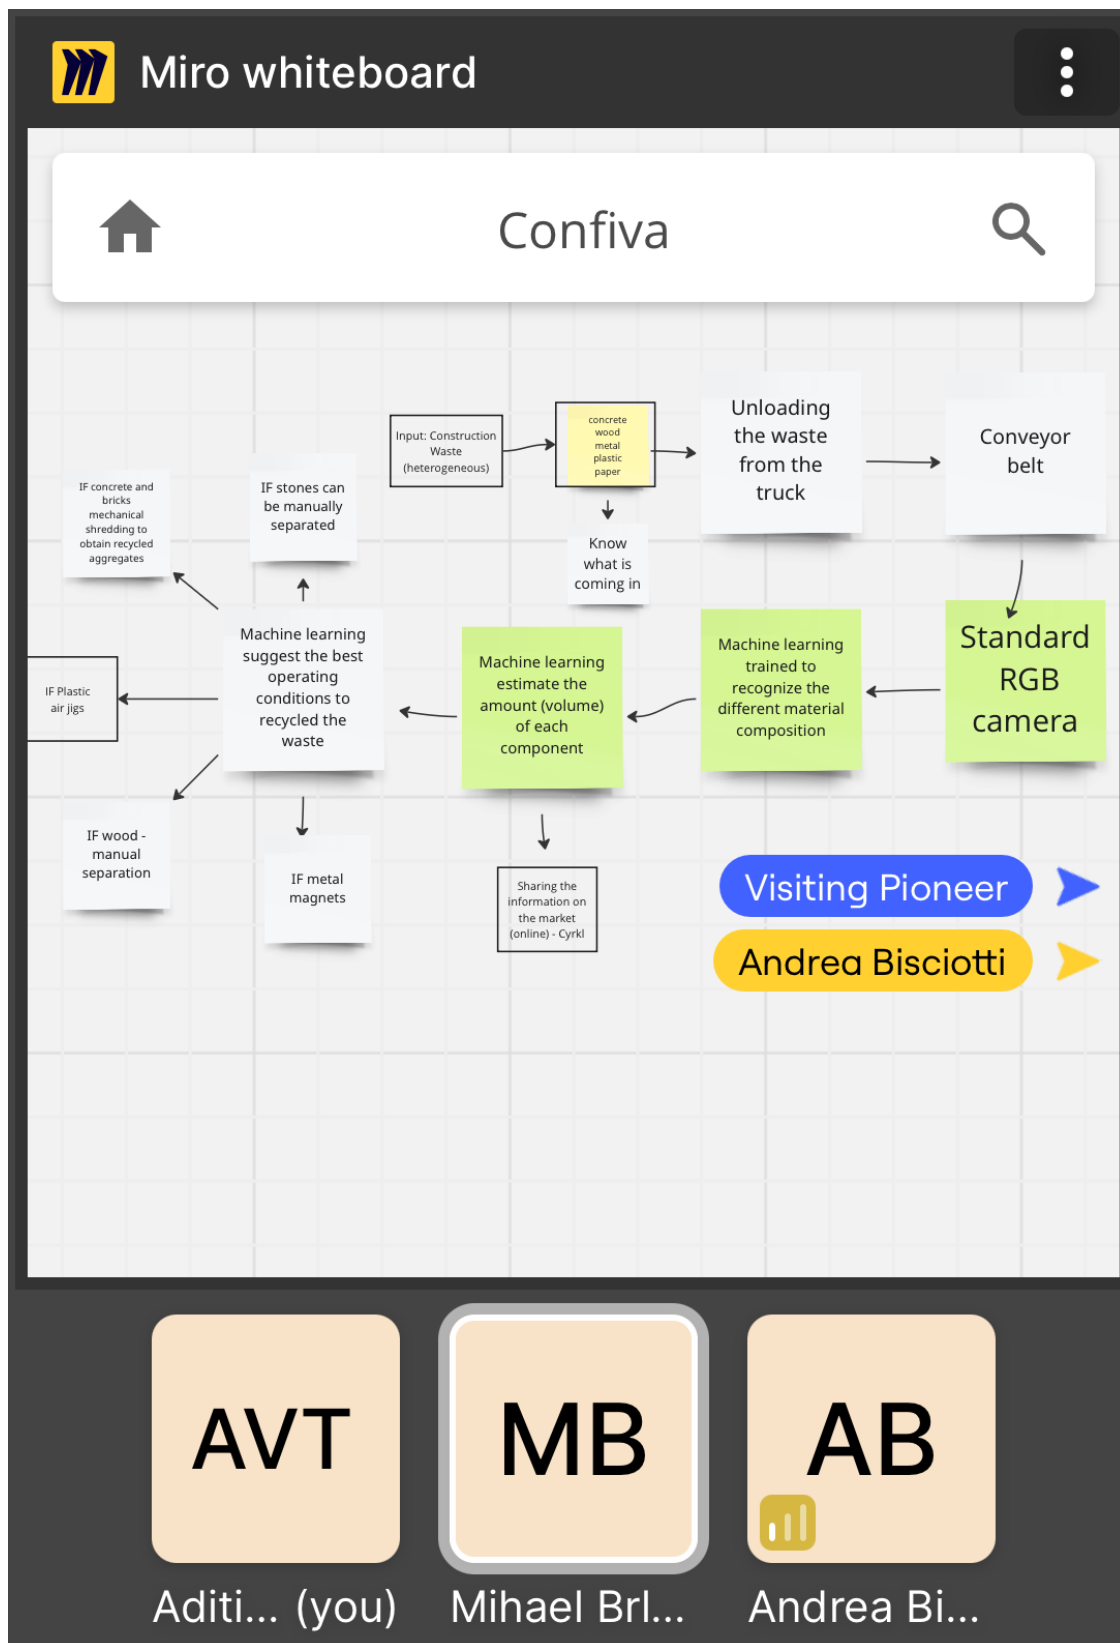 Miro whiteboard
Confiva
Input: Construction
Waste
(heterogeneous)
concrete
wood
metal
plastic
paper
Unloading
the waste
from the
truck
Conveyor
belt
Know
what is
coming in
IF concrete and
bricks
mechanical
shredding to
obtain recycled
aggregates
IF stones can
be manually
separated
Machine learning
suggest the best
operating
conditions to
recycled the
waste
Machine learning
estimate the
amount (volume)
of each
component
Machine learning
trained to
recognize the
different material
composition
Standard
RGB
camera
IF Plastic
air jigs
IF wood -
manual
separation
IF metal
magnets
Sharing the
information on
the market
(online) - Cyrkl
Visiting Pioneer
Andrea Bisciotti
AVT
MB
AB
Aditi... (you)
Mihael Brl...
Andrea Bi...